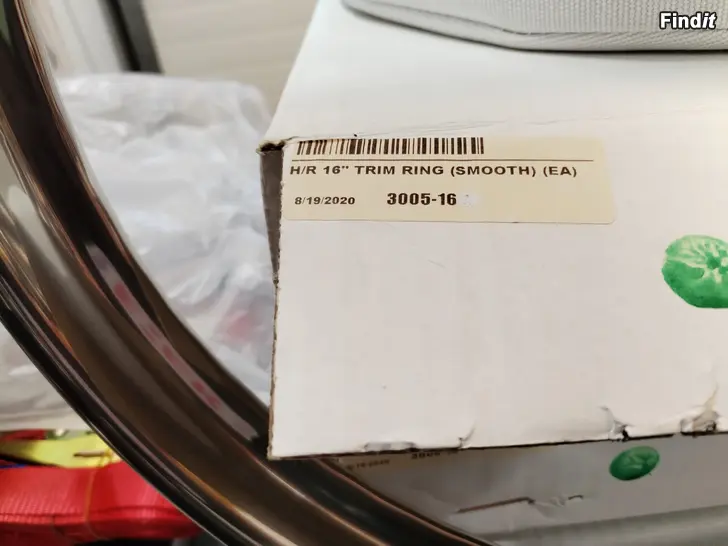 Findit
H/R 16" TRIM RING (SMOOTH) (EA)
8/19/2020 3005-16